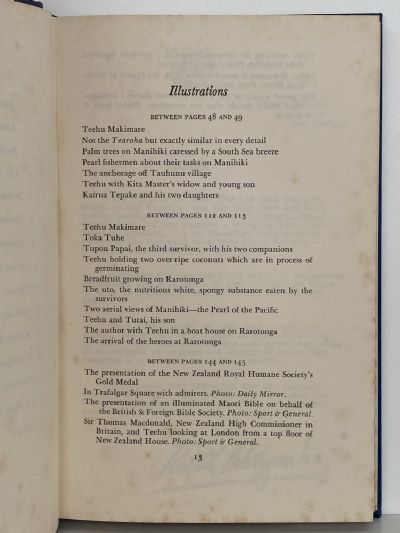 Illustrations
BETWEEN PAGES 48 AND 49
Teehu Makimare
Not the Tearoha but exactly similar in every detail
Palm trees on Manihiki caressed by a South Sea breeze
Pearl fishermen about their tasks on Manihiki
The anchorage off Tauhunu village
Teehu with Kita Master's widow and young son
Kairua Tepake and his two daughters
BETWEEN PAGES 112 AND 113
Teehu Makimare
Toka Tuhe
Tupou Papai, the third survivor, with his two companions
Teehu holding two over-ripe coconuts which are in process of
germinating
Breadfruit growing on Rarotonga
The uto, the nutritious white, spongy substance eaten by the
survivors
Two aerial views of Manihiki—the Pearl of the Pacific
Teehu and Tutai, his son
The author with Teehu in a boat house on Rarotonga
The arrival of the heroes at Rarotonga
BETWEEN PAGES 144 AND 145
The presentation of the New Zealand Royal Humane Society's
Gold Medal
In Trafalgar Square with admirers. Photo: Daily Mirror.
The presentation of an illuminated Maori Bible on behalf of
the British & Foreign Bible Society. Photo: Sport & General.
Sir Thomas Macdonald, New Zealand High Commissioner in
Britain, and Teehu looking at London from a top floor of
New Zealand House. Photo: Sport & General.
13